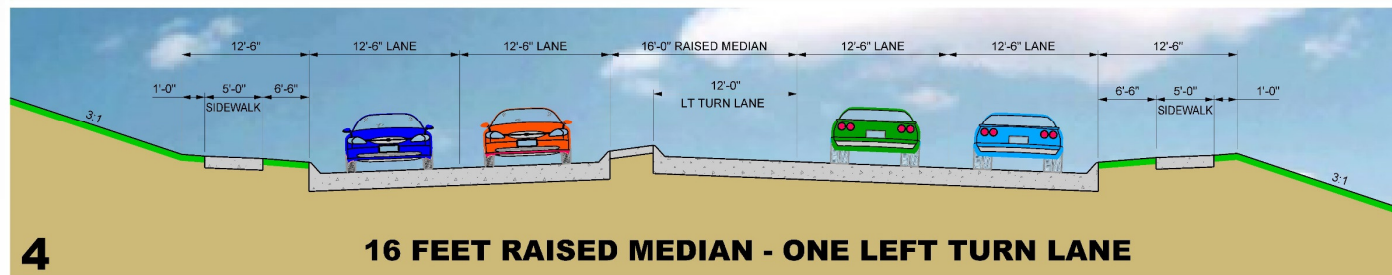 12'-6"
12'-6" LANE
12'-6" LANE
16'-0" RAISED MEDIAN
12'-6" LANE
12'-6" LANE
12'-6"
1'-0"
5'-0"
6'-6"
SIDEWALK
12'-0"
LT TURN LANE
6'-6"
5'-0"
1'-0"
SIDEWALK
3:1
3:1
4
16 FEET RAISED MEDIAN - ONE LEFT TURN LANE